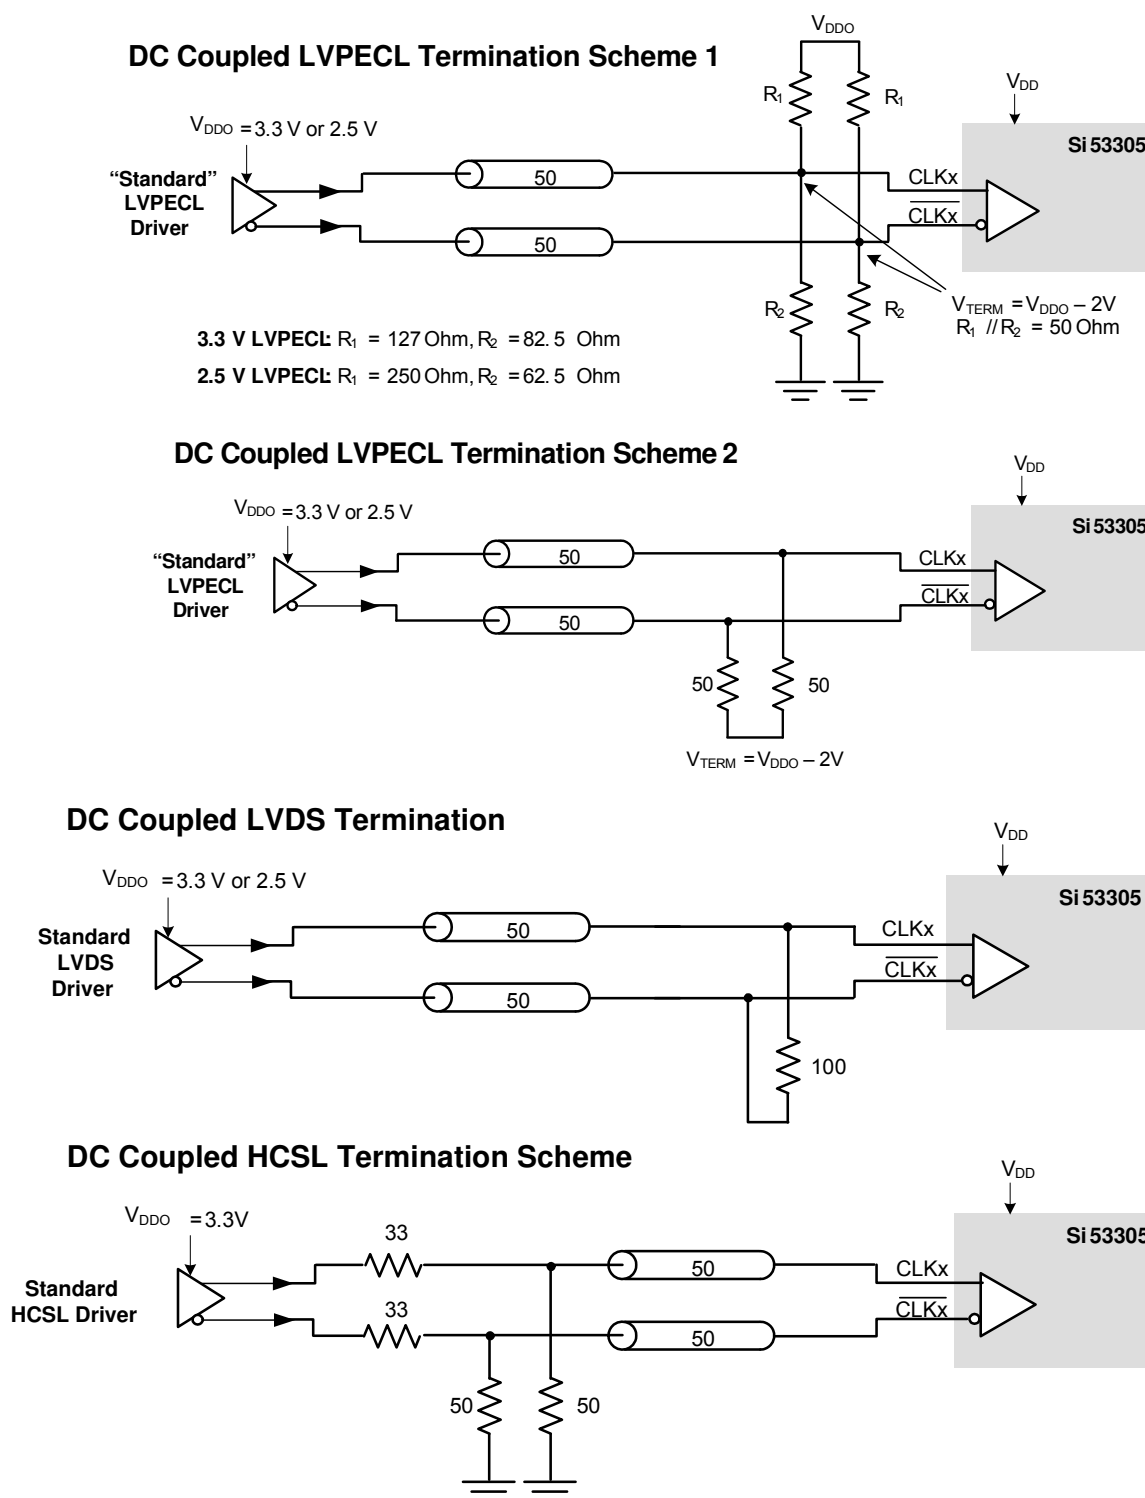 DC Coupled LVPECL Termination Scheme 1
VDDO
R1
R1
VDD
Si 53305
VDDO = 3.3 V or 2.5 V
“Standard”
LVPECL
Driver
50
50
CLKx
CLKx
R2
R2
VTERM = VDDO – 2V
R1 // R2 = 50 Ohm
3.3 V LVPECL: R1 = 127 Ohm, R2 = 82.5 Ohm
2.5 V LVPECL: R1 = 250 Ohm, R2 = 62.5 Ohm
DC Coupled LVPECL Termination Scheme 2
VDD
Si 53305
VDDO = 3.3 V or 2.5 V
“Standard”
LVPECL
Driver
50
50
CLKx
CLKx
50
50
VTERM = VDDO – 2V
DC Coupled LVDS Termination
VDD
Si 53305
VDDO = 3.3 V or 2.5 V
Standard
LVDS
Driver
50
50
CLKx
CLKx
100
DC Coupled HCSL Termination Scheme
VDD
Si 53305
VDDO = 3.3V
Standard
HCSL Driver
33
33
50
50
CLKx
CLKx
50
50